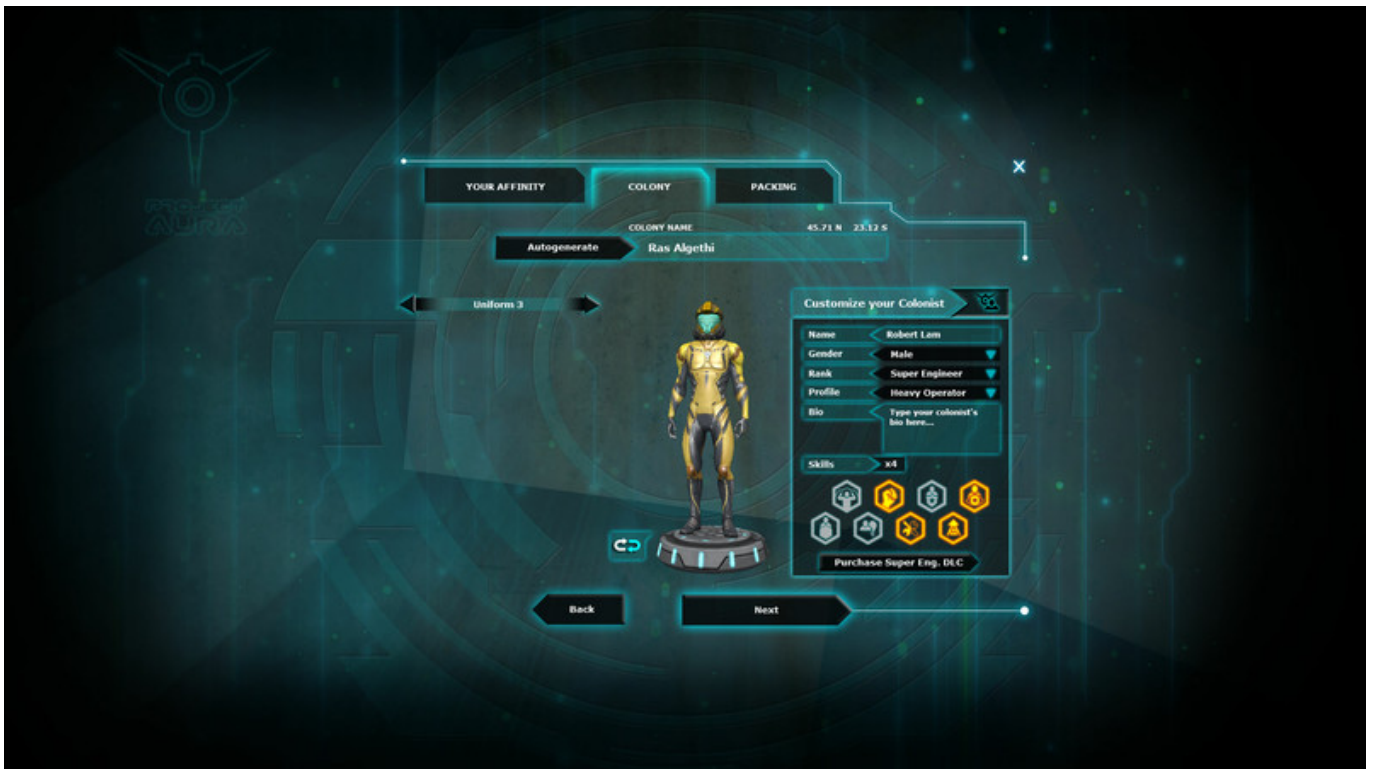 PROJECT
AURA
YOUR AFFINITY
COLONY
PACKING
COLONY NAME
45.71 N 23.12 S
Autogenerate
Ras Algethi
Uniform 3
Customize your Colonist
Name
Robert Lam
Gender
Male
Rank
Super Engineer
Profile
Heavy Operator
Bio
Type your colonist's
bio here...
Skills
x4
Purchase Super Eng. DLC
Back
Next